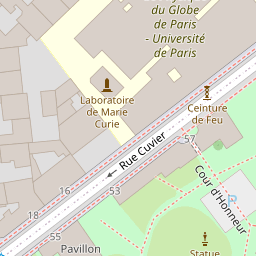 du Globe
de Paris
- Université
de Paris
Laboratoire
de Marie
Curie
Ceinture
de Feu
57
Rue Cuvier
16
53
Cour d'Honneur
18
55
Pavillon
Statue